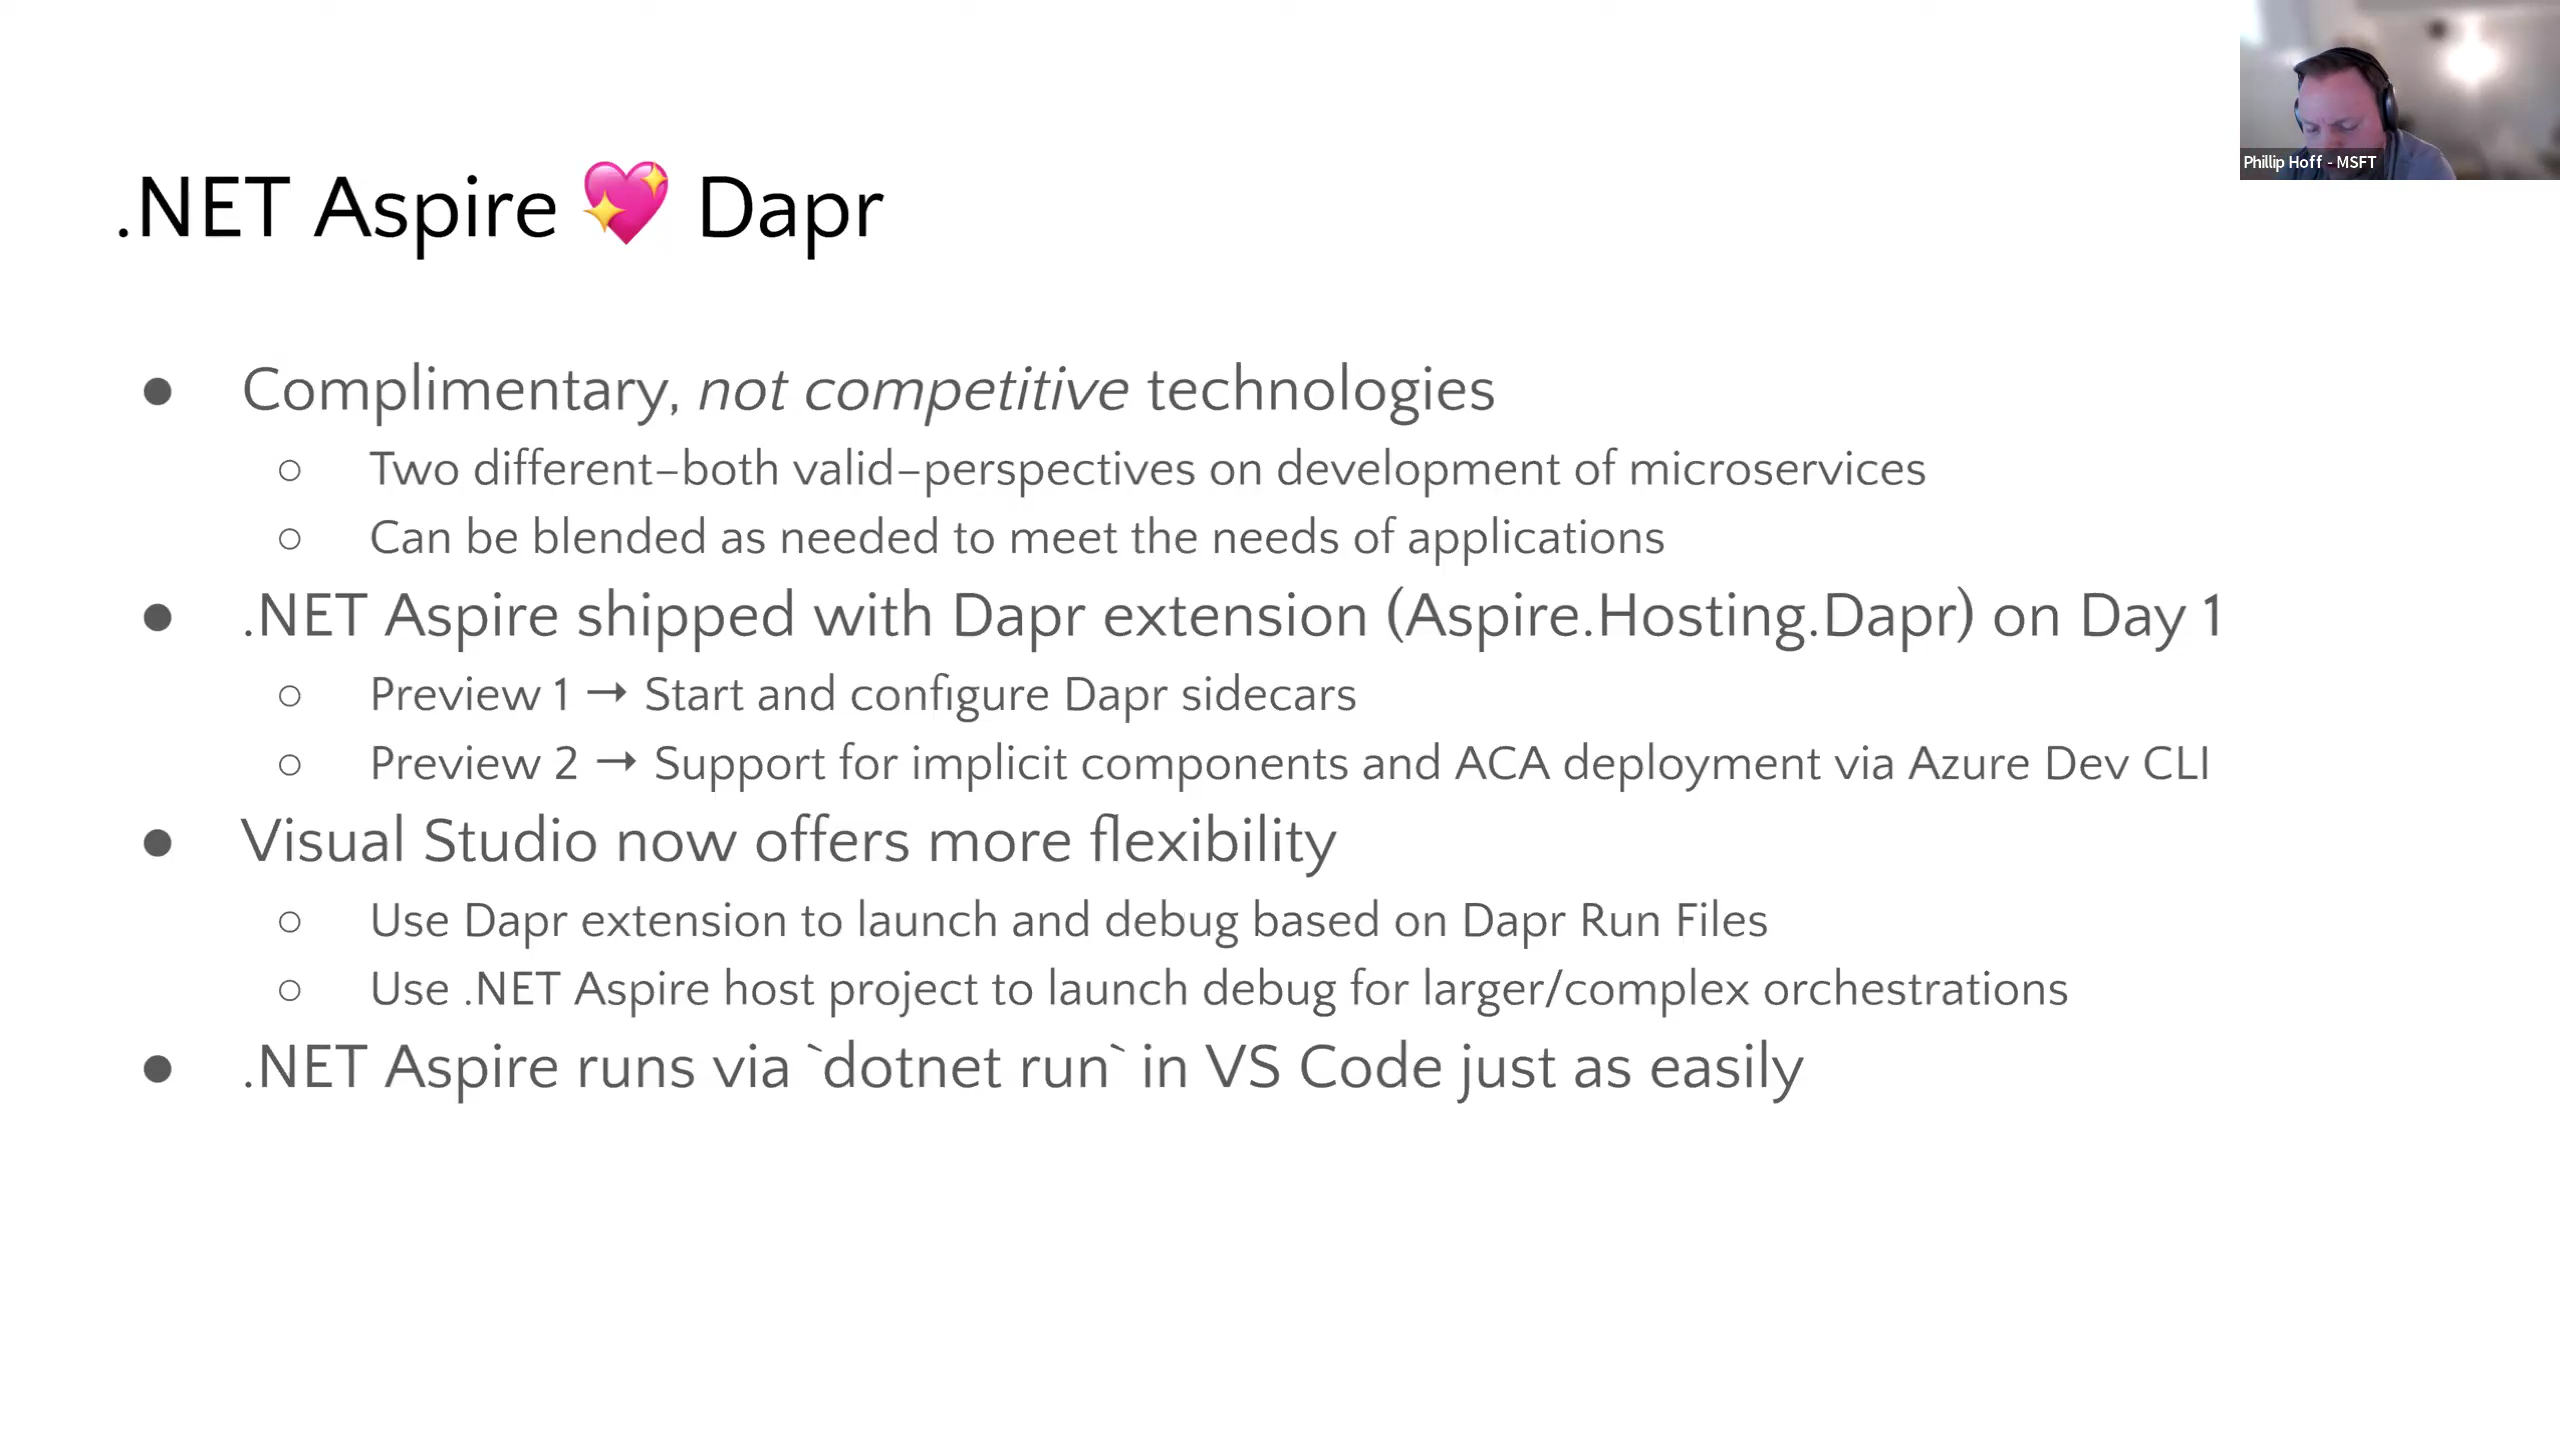 Phillip Hoff - MSFT
.NET Aspire 💖 Dapr
● Complimentary, not competitive technologies
○ Two different–both valid–perspectives on development of microservices
○ Can be blended as needed to meet the needs of applications
● .NET Aspire shipped with Dapr extension (Aspire.Hosting.Dapr) on Day 1
○ Preview 1 → Start and configure Dapr sidecars
○ Preview 2 → Support for implicit components and ACA deployment via Azure Dev CLI
● Visual Studio now offers more flexibility
○ Use Dapr extension to launch and debug based on Dapr Run Files
○ Use .NET Aspire host project to launch debug for larger/complex orchestrations
● .NET Aspire runs via `dotnet run` in VS Code just as easily